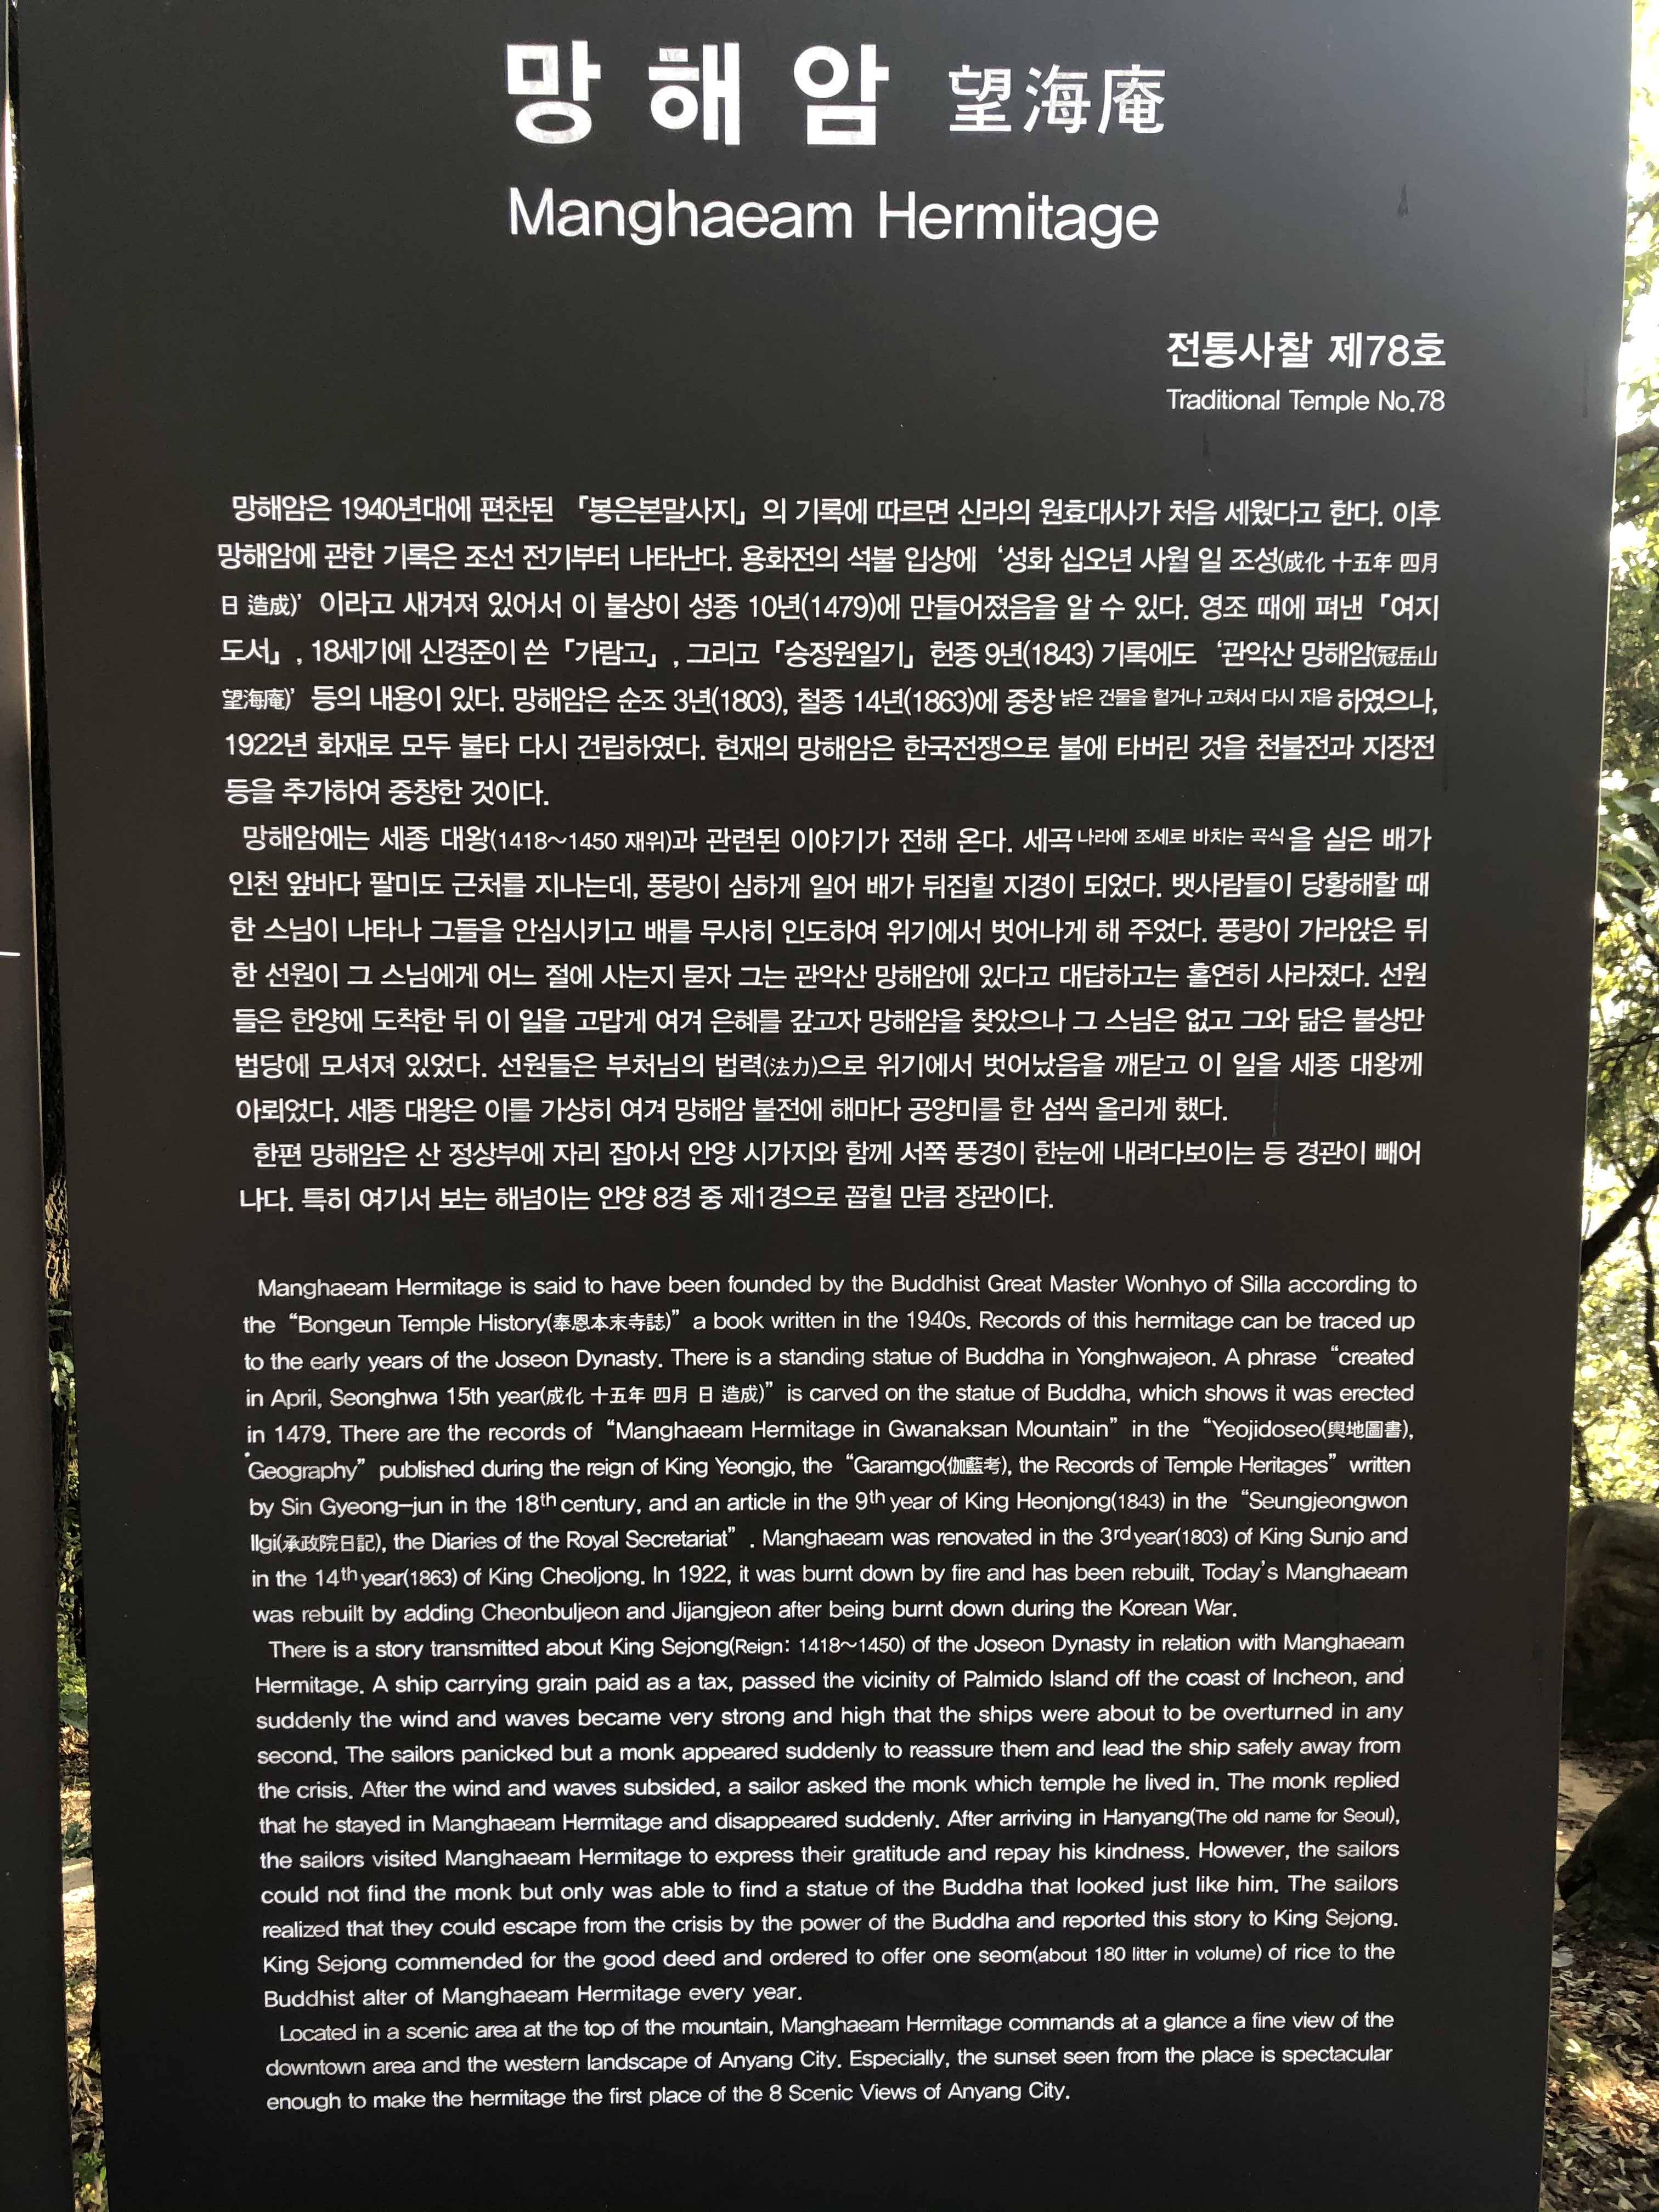 망해암 望海庵
Manghaeam Hermitage
전통사찰 제78호
Traditional Temple No.78
망해암은 1940년대에 편찬된 「봉은본말사지」의 기록에 따르면 신라의 원효대사가 처음 세웠다고 한다. 이후
망해암에 관한 기록은 조선 전기부터 나타난다. 용화전의 석불 입상에 ‘성화 십오년 사월 일 조성(成化 十五年 四月
日 造成)’이라고 새겨져 있어서 이 불상이 성종 10년(1479)에 만들어졌음을 알 수 있다. 영조 때에 펴낸 「여지
도서」, 18세기에 신경준이 쓴 「가람고」, 그리고 「승정원일기」 헌종 9년(1843) 기록에도 ‘관악산 망해암(冠岳山
望海庵)’ 등의 내용이 있다. 망해암은 순조 3년(1803), 철종 14년(1863)에 중창 낡은 건물을 헐거나 고쳐서 다시 지음 하였으나,
1922년 화재로 모두 불타 다시 건립하였다. 현재의 망해암은 한국전쟁으로 불에 타버린 것을 천불전과 지장전
등을 추가하여 중창한 것이다.
망해암에는 세종 대왕(1418~1450 재위)과 관련된 이야기가 전해 온다. 세곡 나라에 조세로 바치는 곡식 을 실은 배가
인천 앞바다 팔미도 근처를 지나는데, 풍랑이 심하게 일어 배가 뒤집힐 지경이 되었다. 뱃사람들이 당황해할 때
한 스님이 나타나 그들을 안심시키고 배를 무사히 인도하여 위기에서 벗어나게 해 주었다. 풍랑이 가라앉은 뒤
한 선원이 그 스님에게 어느 절에 사는지 묻자 그는 관악산 망해암에 있다고 대답하고는 홀연히 사라졌다. 선원
들은 한양에 도착한 뒤 이 일을 고맙게 여겨 은혜를 갚고자 망해암을 찾았으나 그 스님은 없고 그와 닮은 불상만
법당에 모셔져 있었다. 선원들은 부처님의 법력(法力)으로 위기에서 벗어났음을 깨닫고 이 일을 세종 대왕께
아뢰었다. 세종 대왕은 이를 가상히 여겨 망해암 불전에 해마다 공양미를 한 섬씩 올리게 했다.
한편 망해암은 산 정상부에 자리 잡아서 안양 시가지와 함께 서쪽 풍경이 한눈에 내려다보이는 등 경관이 빼어
나다. 특히 여기서 보는 해넘이는 안양 8경 중 제1경으로 꼽힐 만큼 장관이다.
Manghaeam Hermitage is said to have been founded by the Buddhist Great Master Wonhyo of Silla according to
the “Bongeun Temple History(奉恩本末寺誌)” a book written in the 1940s. Records of this hermitage can be traced up
to the early years of the Joseon Dynasty. There is a standing statue of Buddha in Yonghwajeon. A phrase “created
in April, Seonghwa 15th year(成化 十五年 四月 日 造成)” is carved on the statue of Buddha, which shows it was erected
in 1479. There are the records of “Manghaeam Hermitage in Gwanaksan Mountain” in the “Yeojidoseo(輿地圖書),
Geography” published during the reign of King Yeongjo, the “Garamgo(伽藍考), the Records of Temple Heritages” written
by Sin Gyeong-jun in the 18th century, and an article in the 9th year of King Heonjong(1843) in the “Seungjeongwon
Ilgi(承政院日記), the Diaries of the Royal Secretariat”. Manghaeam was renovated in the 3rd year(1803) of King Sunjo and
in the 14th year(1863) of King Cheoljong. In 1922, it was burnt down by fire and has been rebuilt. Today's Manghaeam
was rebuilt by adding Cheonbuljeon and Jijangjeon after being burnt down during the Korean War.
There is a story transmitted about King Sejong(Reign: 1418~1450) of the Joseon Dynasty in relation with Manghaeam
Hermitage. A ship carrying grain paid as a tax, passed the vicinity of Palmido Island off the coast of Incheon, and
suddenly the wind and waves became very strong and high that the ships were about to be overturned in any
second. The sailors panicked but a monk appeared suddenly to reassure them and lead the ship safely away from
the crisis. After the wind and waves subsided, a sailor asked the monk which temple he lived in. The monk replied
that he stayed in Manghaeam Hermitage and disappeared suddenly. After arriving in Hanyang(The old name for Seoul),
the sailors visited Manghaeam Hermitage to express their gratitude and repay his kindness. However, the sailors
could not find the monk but only was able to find a statue of the Buddha that looked just like him. The sailors
realized that they could escape from the crisis by the power of the Buddha and reported this story to King Sejong.
King Sejong commended for the good deed and ordered to offer one seom(about 180 litter in volume) of rice to the
Buddhist alter of Manghaeam Hermitage every year.
Located in a scenic area at the top of the mountain, Manghaeam Hermitage commands at a glance a fine view of the
downtown area and the western landscape of Anyang City. Especially, the sunset seen from the place is spectacular
enough to make the hermitage the first place of the 8 Scenic Views of Anyang City.